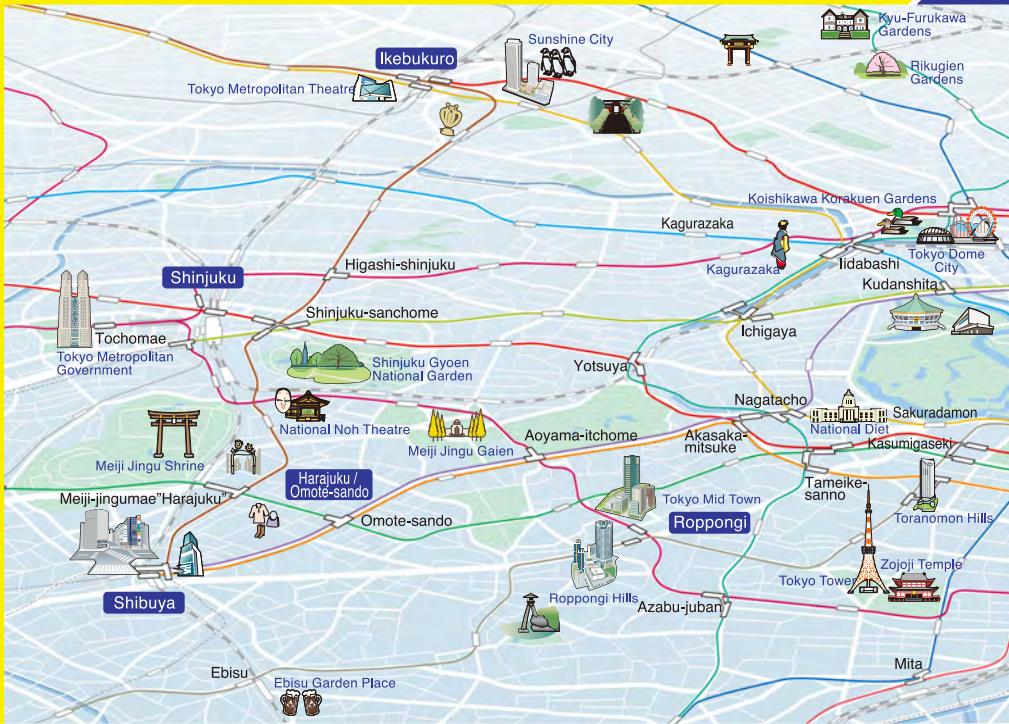 Kyu-Furukawa
Gardens
Sunshine City
Ikebukuro
Rikugien
Gardens
Tokyo Metropolitan Theatre
Koishikawa Korakuen Gardens
Kagurazaka
Kagurazaka
Iidabashi
Tokyo Dome
City
Higashi-shinjuku
Shinjuku
Kudanshita
Shinjuku-sanchome
Ichigaya
Tochomae
Tokyo Metropolitan
Government
Shinjuku Gyoen
National Garden
Yotsuya
Nagatacho
National Diet
Sakuradamon
National Noh Theatre
Meiji Jingu Gaien
Aoyama-itchome
Akasaka-
mitsuke
Kasumigaseki
Meiji Jingu Shrine
Harajuku /
Omote-sando
Meiji-jingumae"Harajuku"
Omote-sando
Tokyo Mid Town
Roppongi
Tameike-
sanno
Toranomon Hills
Tokyo Tower
Zojoji Temple
Roppongi Hills
Azabu-juban
Shibuya
Mita
Ebisu
Ebisu Garden Place